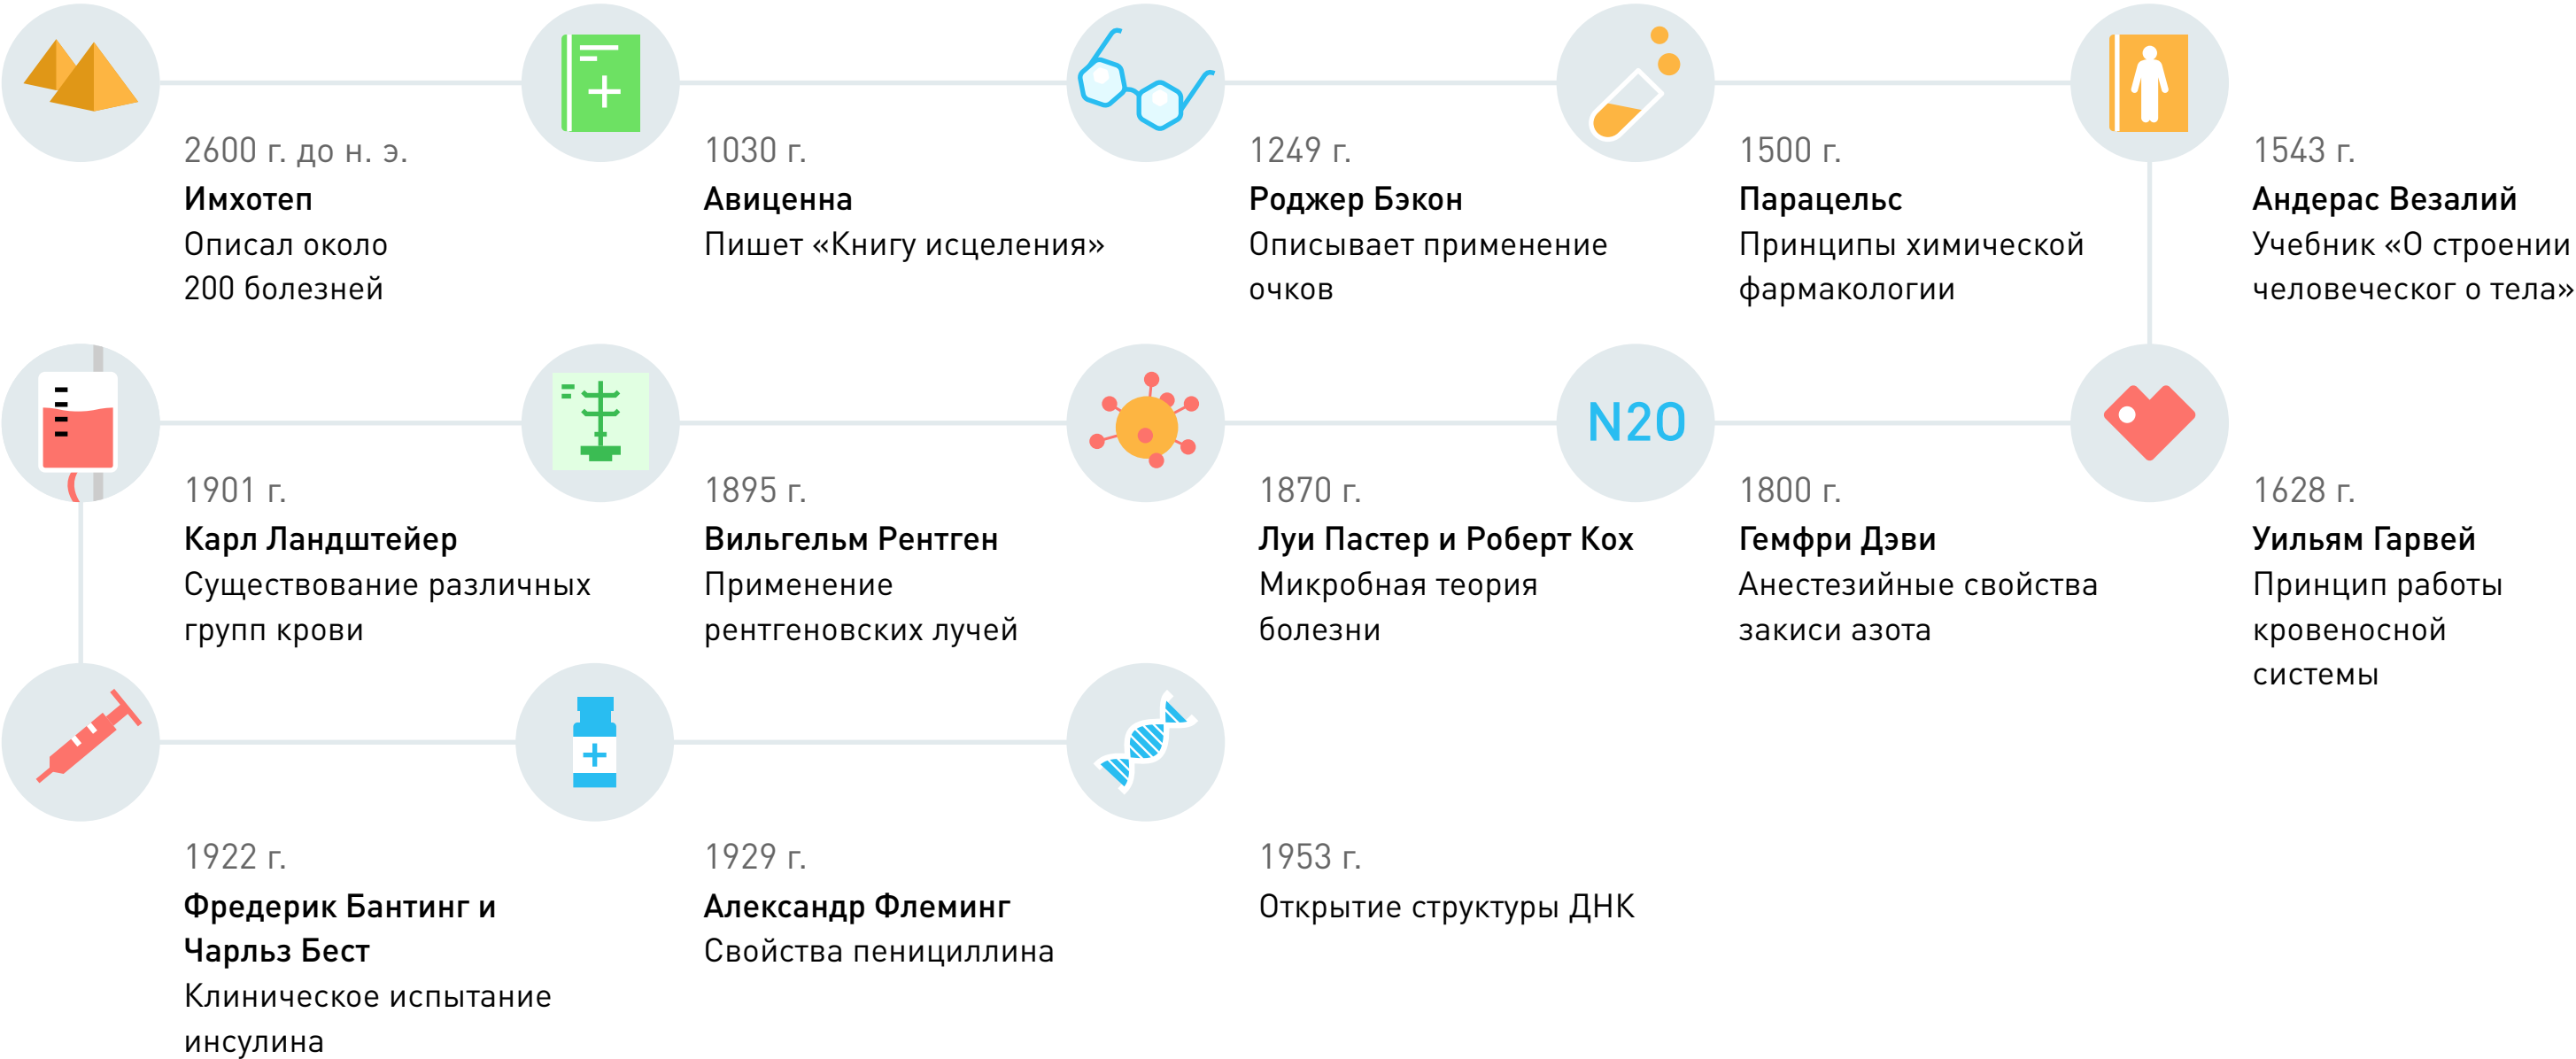 2600 г. до н. э.
Имхотеп
Описал около
200 болезней
1030 г.
Авиценна
Пишет «Книгу исцеления»
1249 г.
Роджер Бэкон
Описывает применение
очков
1500 г.
Парацельс
Принципы химической
фармакологии
1543 г.
Андерас Везалий
Учебник «О строении
человеческог о тела»
1901 г.
Карл Ландштейер
Существование различных
групп крови
1895 г.
Вильгельм Рентген
Применение
рентгеновских лучей
1870 г.
Луи Пастер и Роберт Кох
Микробная теория
болезни
N2O
1800 г.
Гемфри Дэви
Анестезийные свойства
закиси азота
1628 г.
Уильям Гарвей
Принцип работы
кровеносной
системы
1922 г.
Фредерик Бантинг и
Чарльз Бест
Клиническое испытание
инсулина
1929 г.
Александр Флеминг
Свойства пенициллина
1953 г.
Открытие структуры ДНК